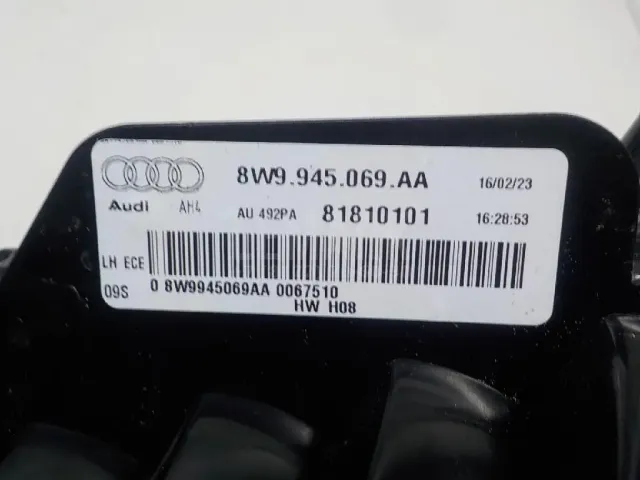 8W9.945.069.AA 16/02/23
Audi AH4 AU 492PA 81810101 16:28:53
LH ECE
09S 0 8W9945069AA 0067510
HW H08